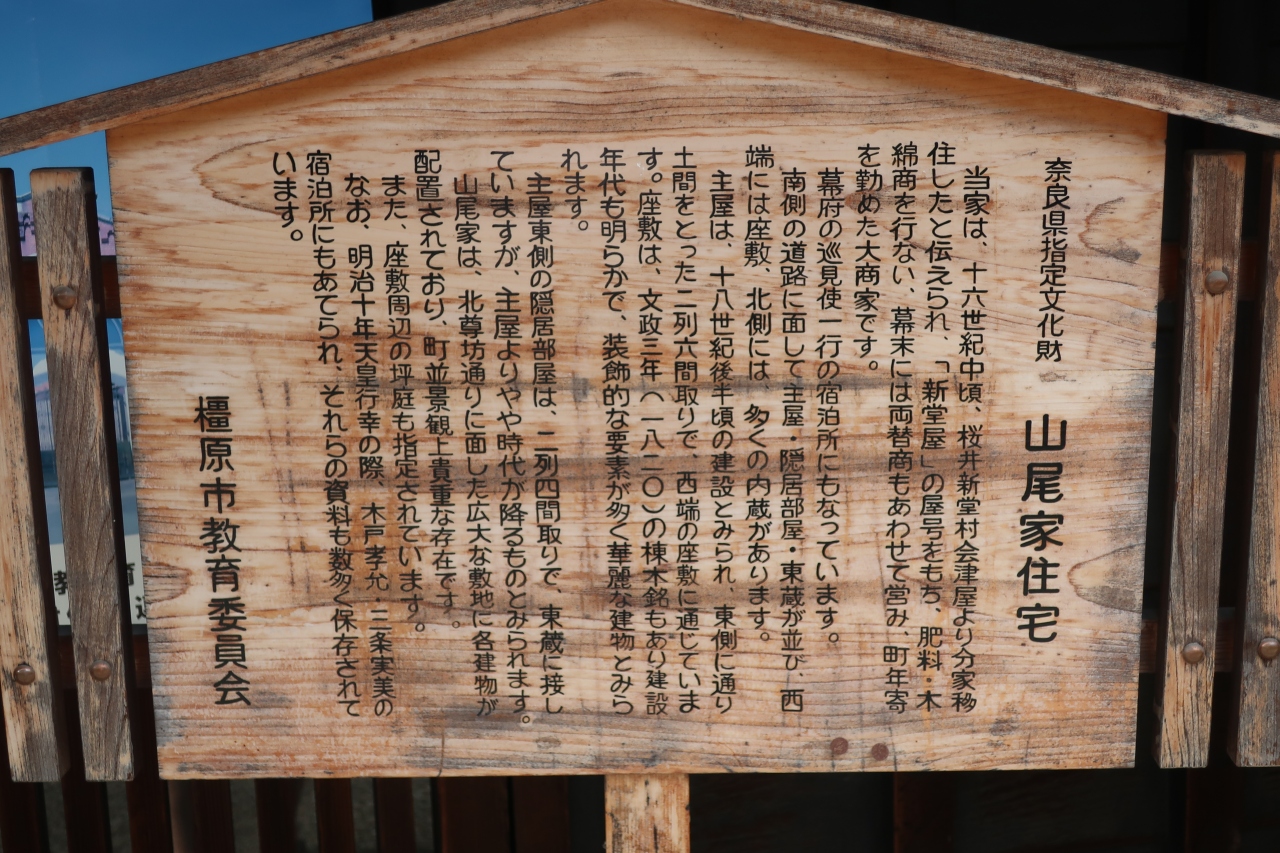 奈良県指定文化財　山尾家住宅
当家は、十六世紀中頃、桜井新堂村会津屋より分家移
住したと伝えられ、「新堂屋」の屋号をもち、肥料・木
綿商を行ない、幕末には両替商もあわせて営み、町年寄
を勤めた大商家です。
幕府の巡見使一行の宿泊所にもなっています。
南側の道路に面して主屋・隠居部屋・東蔵が並び、西
端には座敷、北側には、多くの内蔵があります。
主屋は、十八世紀後半頃の建設とみられ、東側に通り
土間をとった二列六間取りで、西端の座敷に通じていま
す。座敷は、文政三年（一八二〇）の棟木銘もあり建設
年代も明らかで、装飾的な要素が多く華麗な建物とみら
れます。
主屋東側の隠居部屋は、二列四間取りで、東蔵に接し
ていますが、主屋よりやや時代が降るものとみられます。
山尾家は、北尊坊通りに面した広大な敷地に各建物が
配置されており、町並景観上貴重な存在です。
また、座敷周辺の坪庭も指定されています。
なお、明治十年天皇行幸の際、木戸孝允、三条実美の
宿泊所にもあてられ、それらの資料も数多く保存されて
います。
橿原市教育委員会